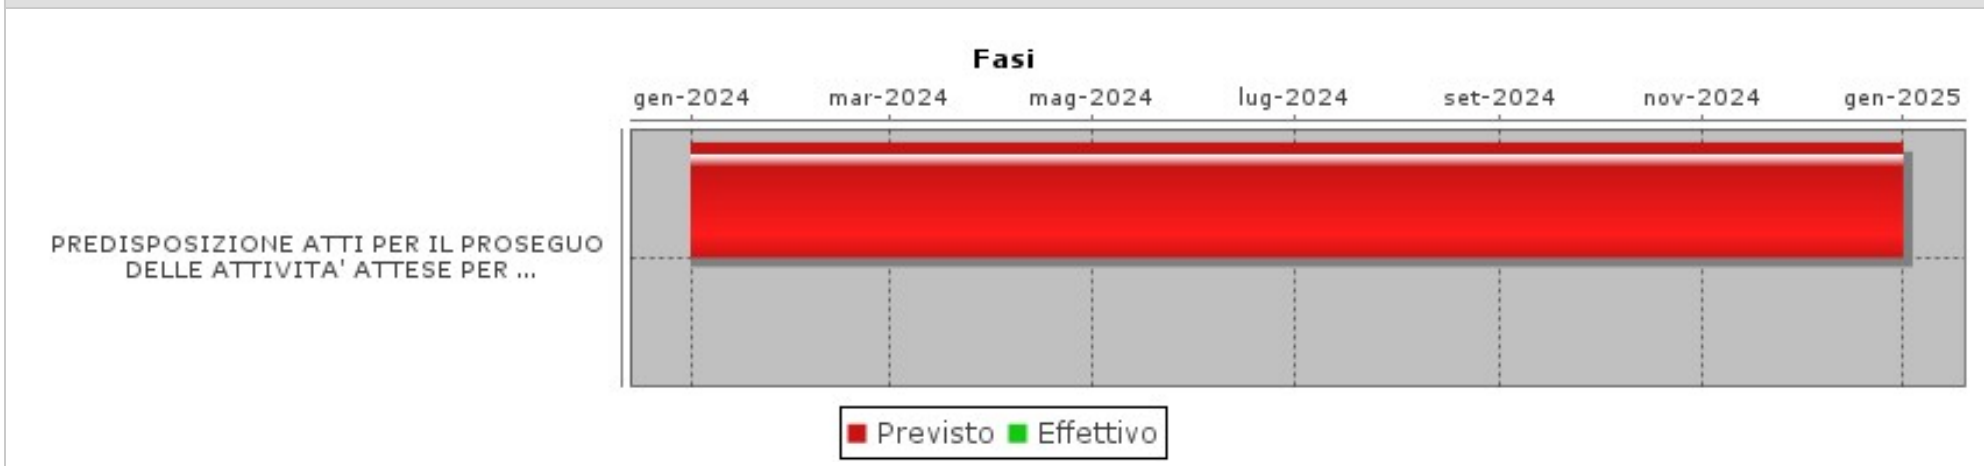 Fasi
gen-2024 mar-2024 mag-2024 lug-2024 set-2024 nov-2024 gen-2025
PREDISPOSIZIONE ATTI PER IL PROSEGUO
DELLE ATTIVITA' ATTESE PER ...
Previsto Effettivo